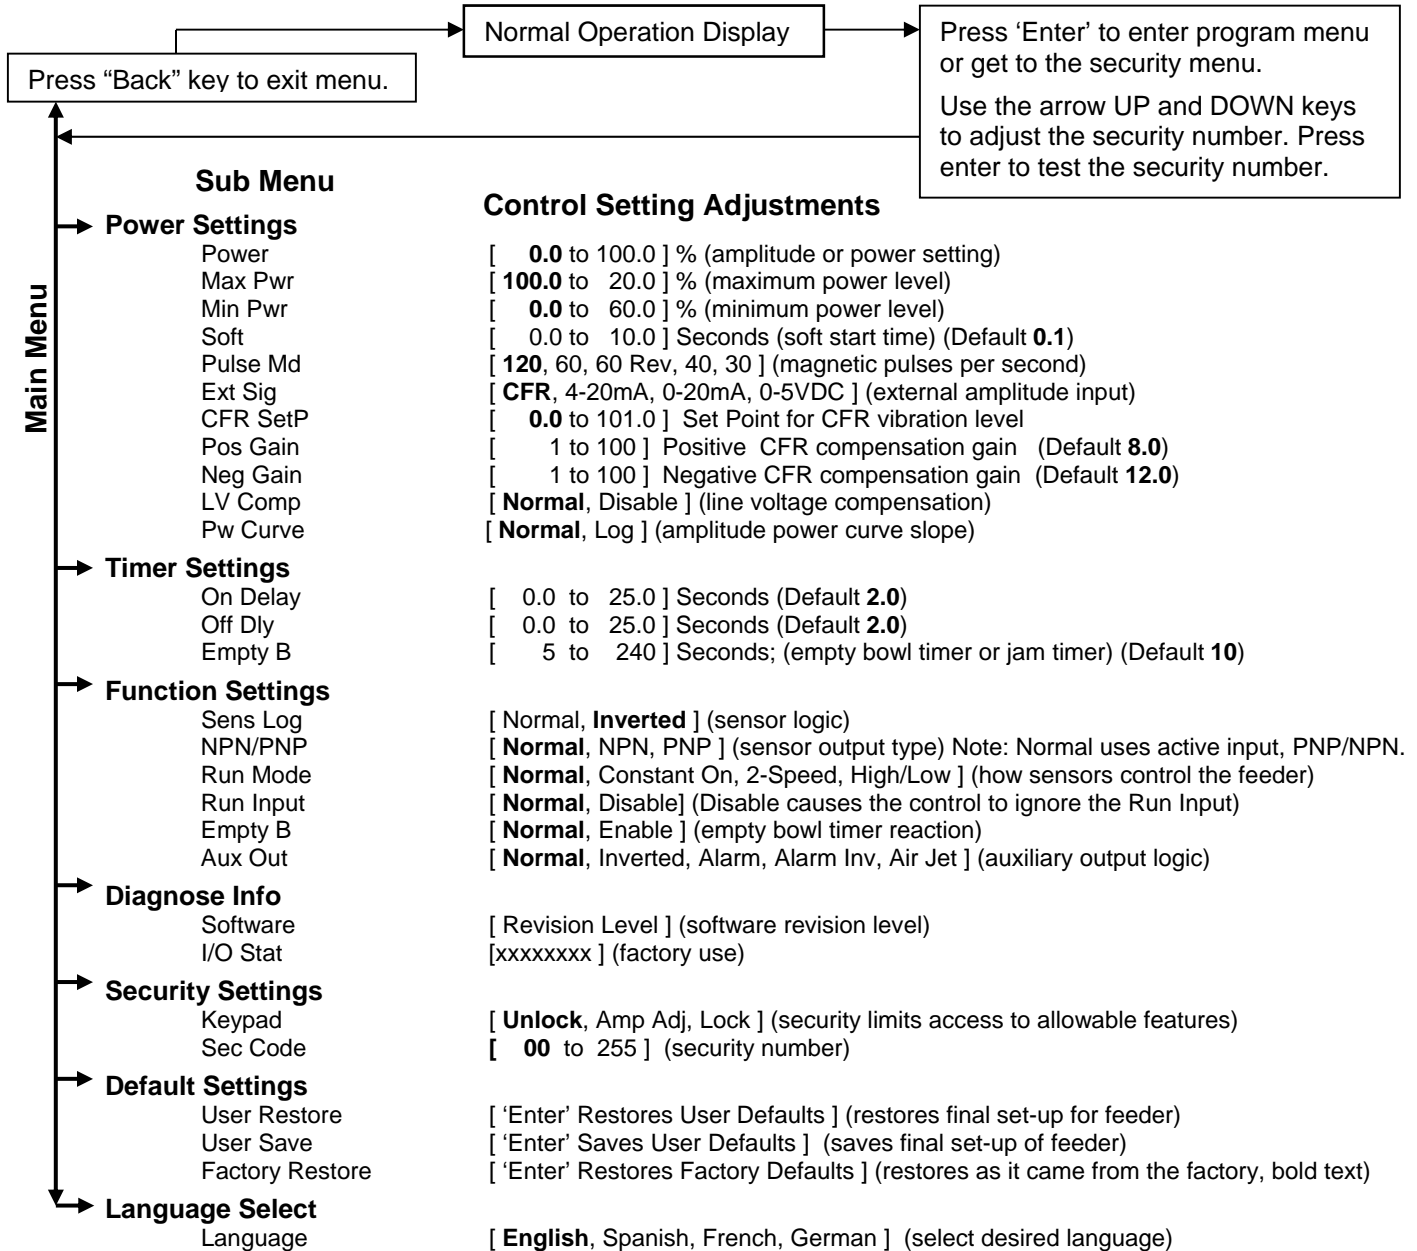 Normal Operation Display
Press “Back” key to exit menu.
Press ‘Enter’ to enter program menu
or get to the security menu.
Use the arrow UP and DOWN keys
to adjust the security number. Press
enter to test the security number.
Main Menu
Sub Menu
Control Setting Adjustments
Power Settings
Power [ 0.0 to 100.0 ] % (amplitude or power setting)
Max Pwr [ 100.0 to 20.0 ] % (maximum power level)
Min Pwr [ 0.0 to 60.0 ] % (minimum power level)
Soft [ 0.0 to 10.0 ] Seconds (soft start time) (Default 0.1)
Pulse Md [ 120, 60, 60 Rev, 40, 30 ] (magnetic pulses per second)
Ext Sig [ CFR, 4-20mA, 0-20mA, 0-5VDC ] (external amplitude input)
CFR SetP [ 0.0 to 101.0 ] Set Point for CFR vibration level
Pos Gain [ 1 to 100 ] Positive CFR compensation gain (Default 8.0)
Neg Gain [ 1 to 100 ] Negative CFR compensation gain (Default 12.0)
LV Comp [ Normal, Disable ] (line voltage compensation)
Pw Curve [ Normal, Log ] (amplitude power curve slope)
Timer Settings
On Delay [ 0.0 to 25.0 ] Seconds (Default 2.0)
Off Dly [ 0.0 to 25.0 ] Seconds (Default 2.0)
Empty B [ 5 to 240 ] Seconds; (empty bowl timer or jam timer) (Default 10)
Function Settings
Sens Log [ Normal, Inverted ] (sensor logic)
NPN/PNP [ Normal, NPN, PNP ] (sensor output type) Note: Normal uses active input, PNP/NPN.
Run Mode [ Normal, Constant On, 2-Speed, High/Low ] (how sensors control the feeder)
Run Input [ Normal, Disable] (Disable causes the control to ignore the Run Input)
Empty B [ Normal, Enable ] (empty bowl timer reaction)
Aux Out [ Normal, Inverted, Alarm, Alarm Inv, Air Jet ] (auxiliary output logic)
Diagnose Info
Software [ Revision Level ] (software revision level)
I/O Stat [xxxxxxxx ] (factory use)
Security Settings
Keypad [ Unlock, Amp Adj, Lock ] (security limits access to allowable features)
Sec Code [ 00 to 255 ] (security number)
Default Settings
User Restore [ ‘Enter’ Restores User Defaults ] (restores final set-up for feeder)
User Save [ ‘Enter’ Saves User Defaults ] (saves final set-up of feeder)
Factory Restore [ ‘Enter’ Restores Factory Defaults ] (restores as it came from the factory, bold text)
Language Select
Language [ English, Spanish, French, German ] (select desired language)